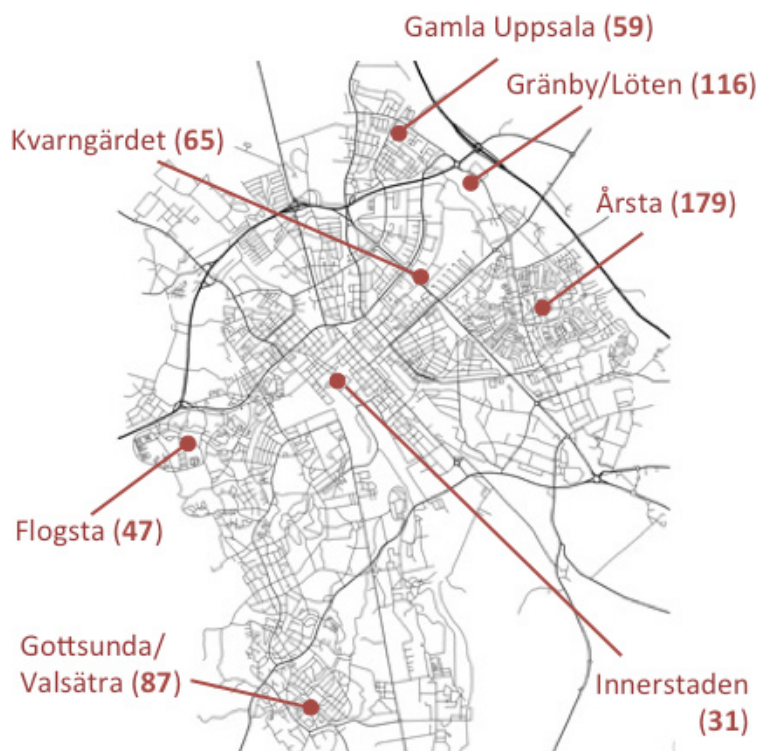 Gamla Uppsala (59)
Gränby/Löten (116)
Kvarngärdet (65)
Årsta (179)
Flogsta (47)
Gottsunda/
Valsätra (87)
Innerstaden
(31)